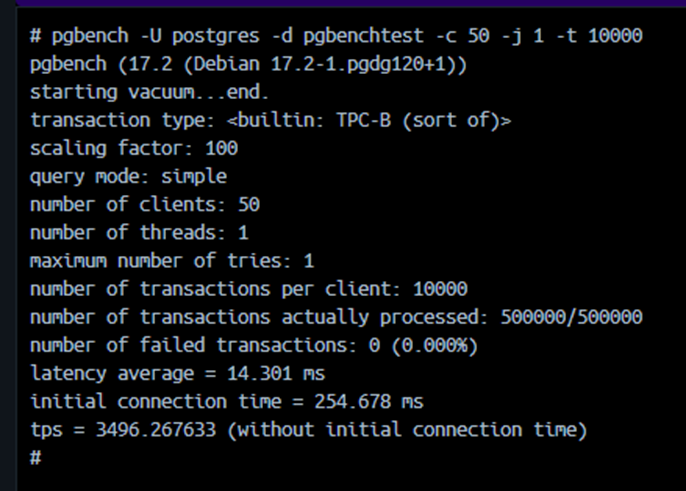 # pgbench -U postgres -d pgbenchtest -c 50 -j 1 -t 10000
pgbench (17.2 (Debian 17.2-1.pgdg120+1))
starting vacuum...end.
transaction type: <builtin: TPC-B (sort of)>
scaling factor: 100
query mode: simple
number of clients: 50
number of threads: 1
maximum number of tries: 1
number of transactions per client: 10000
number of transactions actually processed: 500000/500000
number of failed transactions: 0 (0.000%)
latency average = 14.301 ms
initial connection time = 254.678 ms
tps = 3496.267633 (without initial connection time)
#